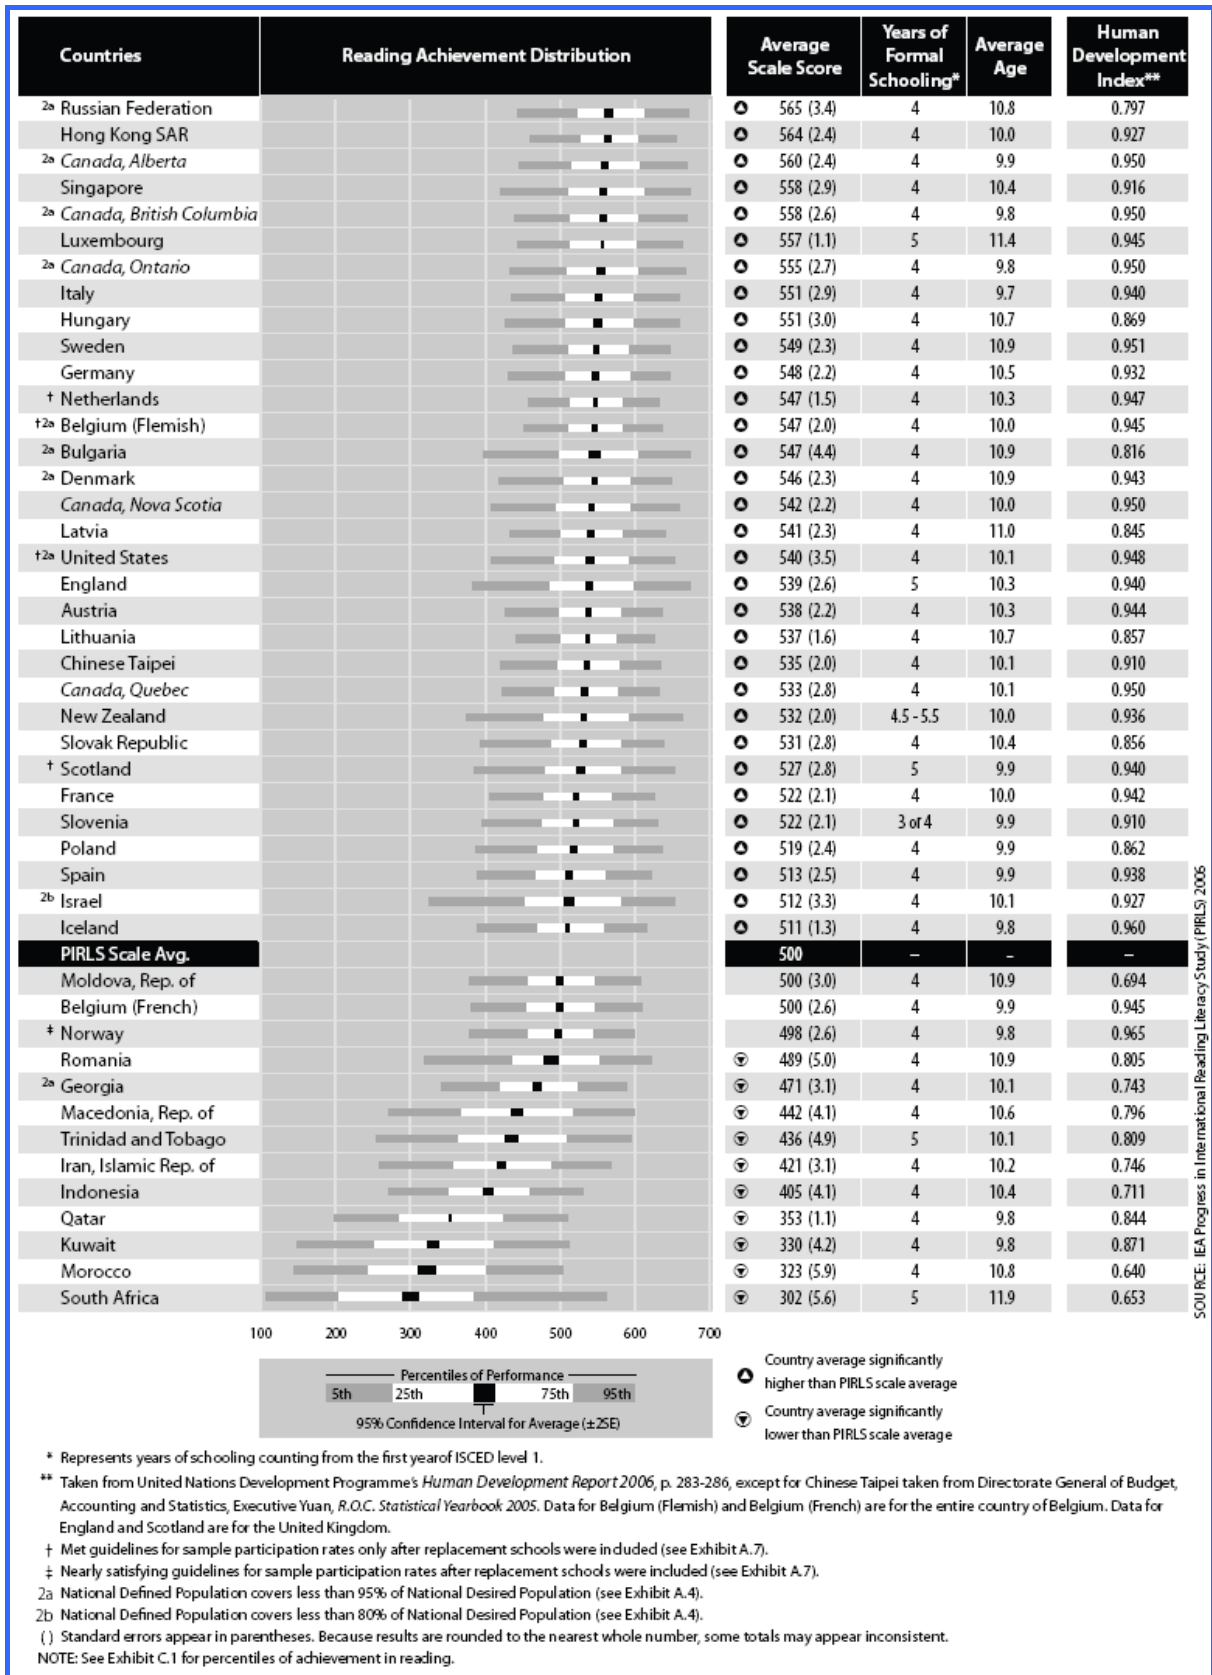 Countries Reading Achievement Distribution Average Scale Score Years of Formal Schooling* Average Age Human Development Index**
2a Russian Federation 565 (3.4) 4 10.8 0.797
Hong Kong SAR 564 (2.4) 4 10.0 0.927
2a Canada, Alberta 560 (2.4) 4 9.9 0.950
Singapore 558 (2.9) 4 10.4 0.916
2a Canada, British Columbia 558 (2.6) 4 9.8 0.950
Luxembourg 557 (1.1) 5 11.4 0.945
2a Canada, Ontario 555 (2.7) 4 9.8 0.950
Italy 551 (2.9) 4 9.7 0.940
Hungary 551 (3.0) 4 10.7 0.869
Sweden 549 (2.3) 4 10.9 0.951
Germany 548 (2.2) 4 10.5 0.932
† Netherlands 547 (1.5) 4 10.3 0.947
†2a Belgium (Flemish) 547 (2.0) 4 10.0 0.945
2a Bulgaria 547 (4.4) 4 10.9 0.816
2a Denmark 546 (2.3) 4 10.9 0.943
Canada, Nova Scotia 542 (2.2) 4 10.0 0.950
Latvia 541 (2.3) 4 11.0 0.845
†2a United States 540 (3.5) 4 10.1 0.948
England 539 (2.6) 5 10.3 0.940
Austria 538 (2.2) 4 10.3 0.944
Lithuania 537 (1.6) 4 10.7 0.857
Chinese Taipei 535 (2.0) 4 10.1 0.910
Canada, Quebec 533 (2.8) 4 10.1 0.950
New Zealand 532 (2.0) 4.5 - 5.5 10.0 0.936
Slovak Republic 531 (2.8) 4 10.4 0.856
† Scotland 527 (2.8) 5 9.9 0.940
France 522 (2.1) 4 10.0 0.942
Slovenia 522 (2.1) 3 or 4 9.9 0.910
Poland 519 (2.4) 4 9.9 0.862
Spain 513 (2.5) 4 9.9 0.938
2b Israel 512 (3.3) 4 10.1 0.927
Iceland 511 (1.3) 4 9.8 0.960
PIRLS Scale Avg. 500 – – –
Moldova, Rep. of 500 (3.0) 4 10.9 0.694
Belgium (French) 500 (2.6) 4 9.9 0.945
‡ Norway 498 (2.6) 4 9.8 0.965
Romania 489 (5.0) 4 10.9 0.805
2a Georgia 471 (3.1) 4 10.1 0.743
Macedonia, Rep. of 442 (4.1) 4 10.6 0.796
Trinidad and Tobago 436 (4.9) 5 10.1 0.809
Iran, Islamic Rep. of 421 (3.1) 4 10.2 0.746
Indonesia 405 (4.1) 4 10.4 0.711
Qatar 353 (1.1) 4 9.8 0.844
Kuwait 330 (4.2) 4 9.8 0.871
Morocco 323 (5.9) 4 10.8 0.640
South Africa 302 (5.6) 5 11.9 0.653
SOURCE: IEA Progress in International Reading Literacy Study (PIRLS) 2006
100 200 300 400 500 600 700
Percentiles of Performance
5th 25th 75th 95th
95% Confidence Interval for Average (±2SE)
Country average significantly
higher than PIRLS scale average
Country average significantly
lower than PIRLS scale average
* Represents years of schooling counting from the first yearof ISCED level 1.
** Taken from United Nations Development Programme's Human Development Report 2006, p. 283-286, except for Chinese Taipei taken from Directorate General of Budget,
Accounting and Statistics, Executive Yuan, R.O.C. Statistical Yearbook 2005. Data for Belgium (Flemish) and Belgium (French) are for the entire country of Belgium. Data for
England and Scotland are for the United Kingdom.
† Met guidelines for sample participation rates only after replacement schools were included (see Exhibit A.7).
‡ Nearly satisfying guidelines for sample participation rates after replacement schools were included (see Exhibit A.7).
2a National Defined Population covers less than 95% of National Desired Population (see Exhibit A.4).
2b National Defined Population covers less than 80% of National Desired Population (see Exhibit A.4).
( ) Standard errors appear in parentheses. Because results are rounded to the nearest whole number, some totals may appear inconsistent.
NOTE: See Exhibit C.1 for percentiles of achievement in reading.